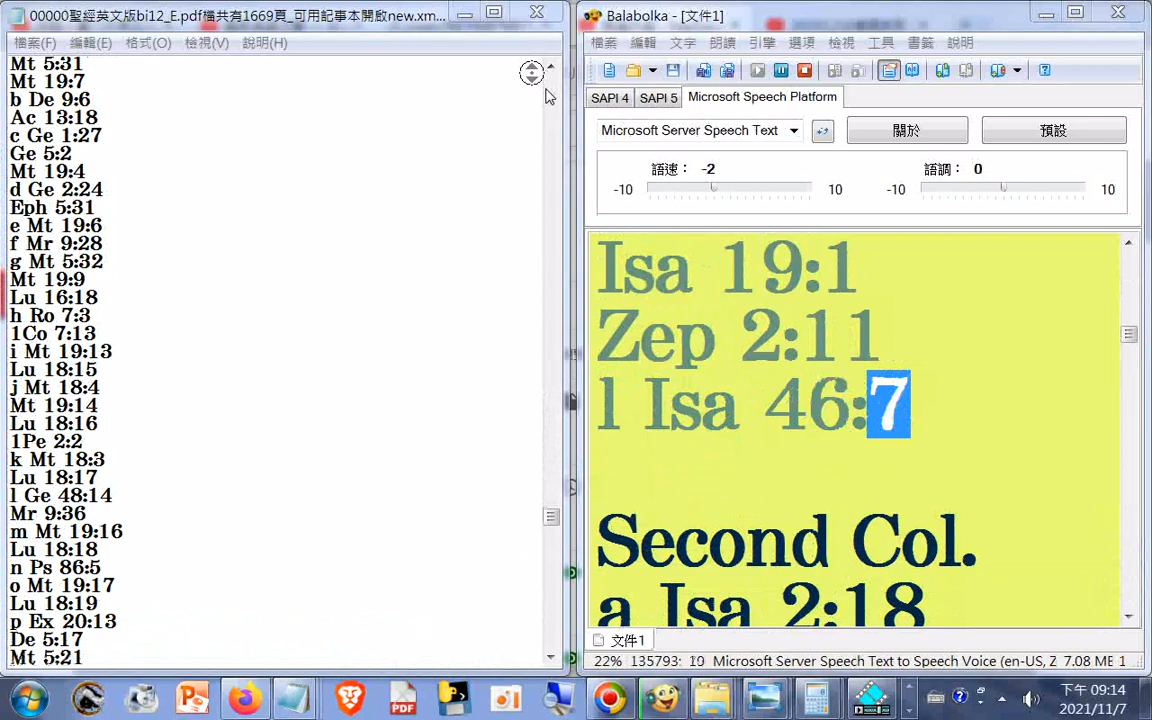 00000聖經英文版bi12_E.pdf檔共有1669頁_可用記事本開啟new.xm...
檔案(F) 編輯(E) 格式(O) 檢視(V) 說明(H)
Mt 5:31
Mt 19:7
b De 9:6
Ac 13:18
c Ge 1:27
Ge 5:2
Mt 19:4
d Ge 2:24
Eph 5:31
e Mt 19:6
f Mr 9:28
g Mt 5:32
Mt 19:9
Lu 16:18
h Ro 7:3
1Co 7:13
i Mt 19:13
Lu 18:15
j Mt 18:4
Mt 19:14
Lu 18:16
1Pe 2:2
k Mt 18:3
Lu 18:17
l Ge 48:14
Mr 9:36
m Mt 19:16
Lu 18:18
n Ps 86:5
o Mt 19:17
Lu 18:19
p Ex 20:13
De 5:17
Mt 5:21
Balabolka - [文件1]
檔案 編輯 文字 朗讀 引擎 選項 檢視 工具 書籤 說明
SAPI 4 SAPI 5 Microsoft Speech Platform
Microsoft Server Speech Text 關於 預設
語速： -2 語調： 0
-10 10 -10 10
Isa 19:1
Zep 2:11
l Isa 46:7
Second Col.
a Isa 2:18
文件1
22% 135793: 19 Microsoft Server Speech Text to Speech Voice (en-US, Z 7.08 ME 1
PDF
下午 09:14
2021/11/7